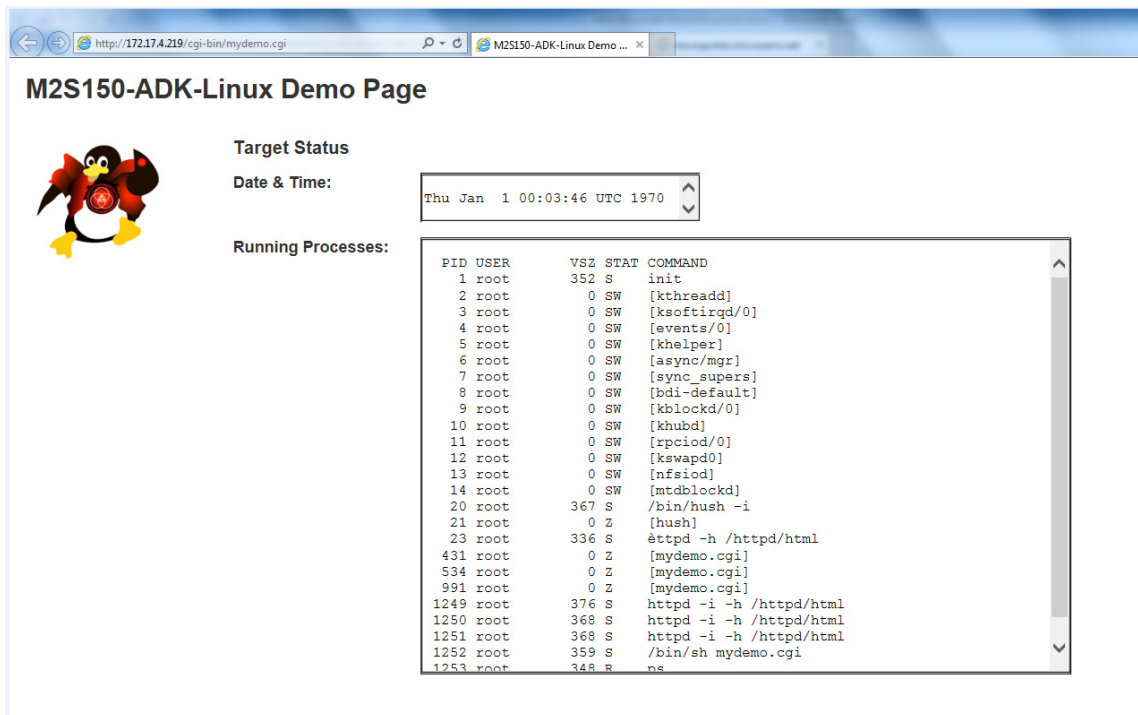 http://172.17.4.219/cgi-bin/mydemo.cgi
M2S150-ADK-Linux Demo ...
M2S150-ADK-Linux Demo Page
Target Status
Date & Time:
Thu Jan  1 00:03:46 UTC 1970
Running Processes:
PID USER       VSZ STAT COMMAND
1 root       352 S    init
2 root         0 SW   [kthreadd]
3 root         0 SW   [ksoftirqd/0]
4 root         0 SW   [events/0]
5 root         0 SW   [khelper]
6 root         0 SW   [async/mgr]
7 root         0 SW   [sync_supers]
8 root         0 SW   [bdi-default]
9 root         0 SW   [kblockd/0]
10 root         0 SW   [khubd]
11 root         0 SW   [rpciod/0]
12 root         0 SW   [kswapd0]
13 root         0 SW   [nfsiod]
14 root         0 SW   [mtdblockd]
20 root       367 S    /bin/hush -i
21 root         0 Z    [hush]
23 root       336 S    èttpd -h /httpd/html
431 root         0 Z    [mydemo.cgi]
534 root         0 Z    [mydemo.cgi]
991 root         0 Z    [mydemo.cgi]
1249 root       376 S    httpd -i -h /httpd/html
1250 root       368 S    httpd -i -h /httpd/html
1251 root       368 S    httpd -i -h /httpd/html
1252 root       359 S    /bin/sh mydemo.cgi
1253 root       348 R    ps